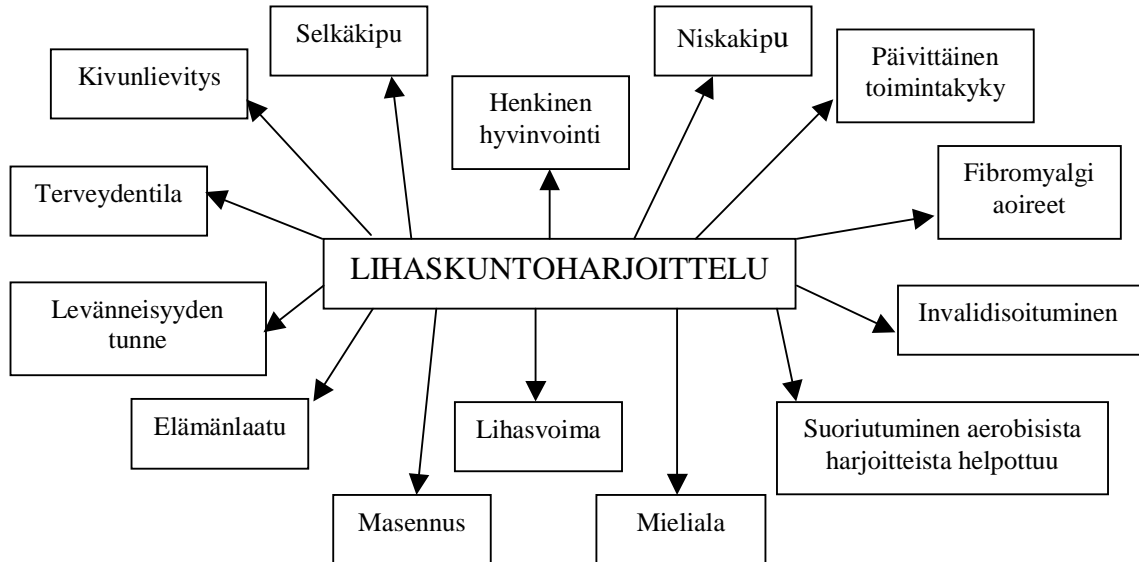 Selkäkipu
Niskakipu
Päivittäinen
toimintakyky
Kivunlievitys
Henkinen
hyvinvointi
Terveydentila
Fibromyalgi
aoireet
LIHASKUNTOHARJOITTELU
Levänneisyyden
tunne
Invalidisoituminen
Elämänlaatu
Lihasvoima
Suoriutuminen aerobisista
harjoitteista helpottuu
Masennus
Mieliala